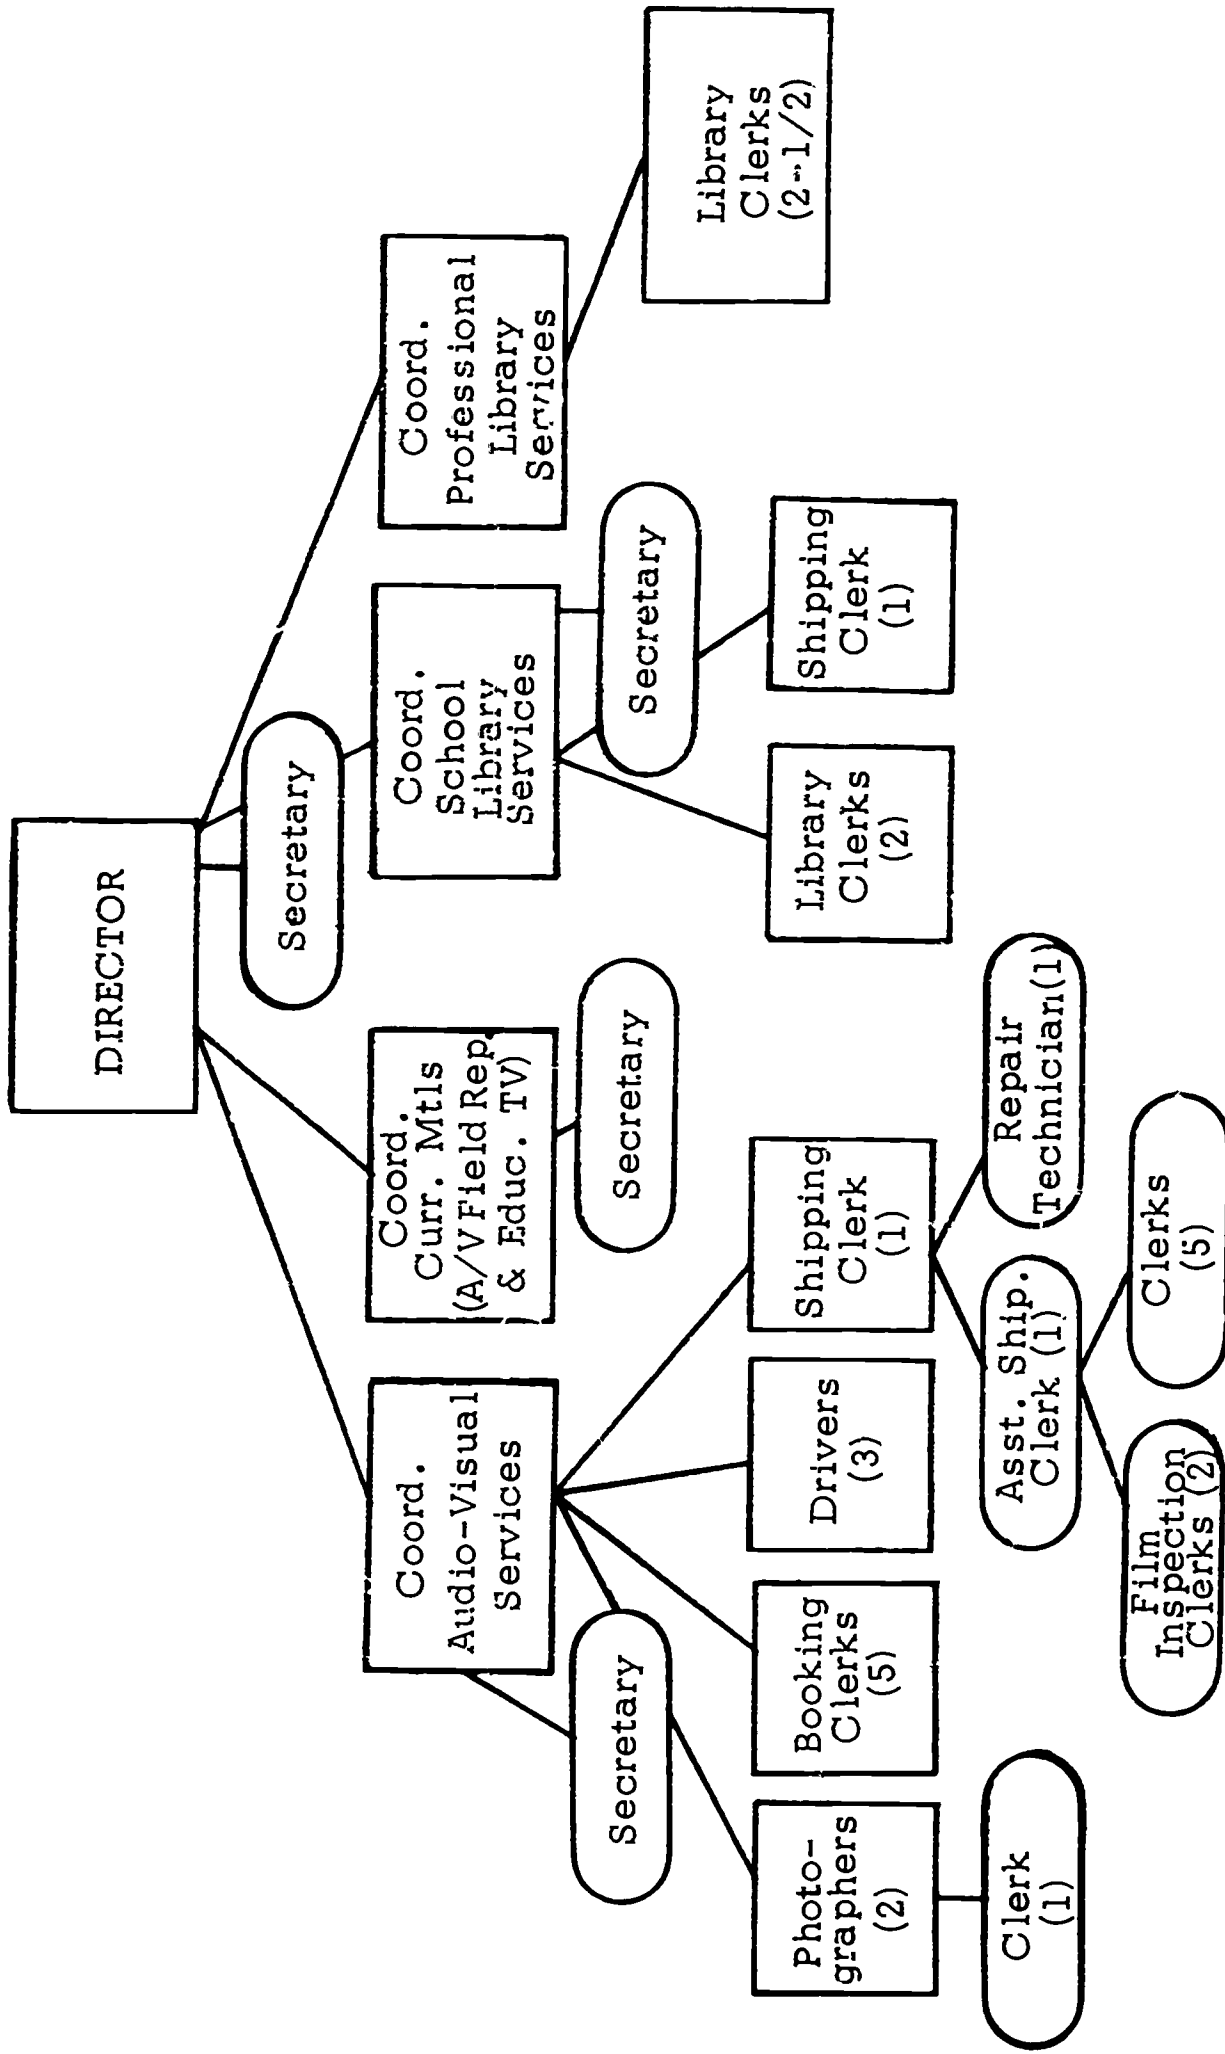 DIRECTOR
Secretary
Coord.
Audio-Visual
Services
Coord.
Curr. Mtls
(A/V Field Rep.
& Educ. TV)
Coord.
School
Library
Services
Coord.
Professional
Library
Services
Secretary
Secretary
Secretary
Library
Clerks
(2-1/2)
Photo-
graphers
(2)
Booking
Clerks
(5)
Drivers
(3)
Shipping
Clerk
(1)
Library
Clerks
(2)
Shipping
Clerk
(1)
Clerk
(1)
Asst. Ship.
Clerk (1)
Repair
Technician(1)
Film
Inspection
Clerks (2)
Clerks
(5)